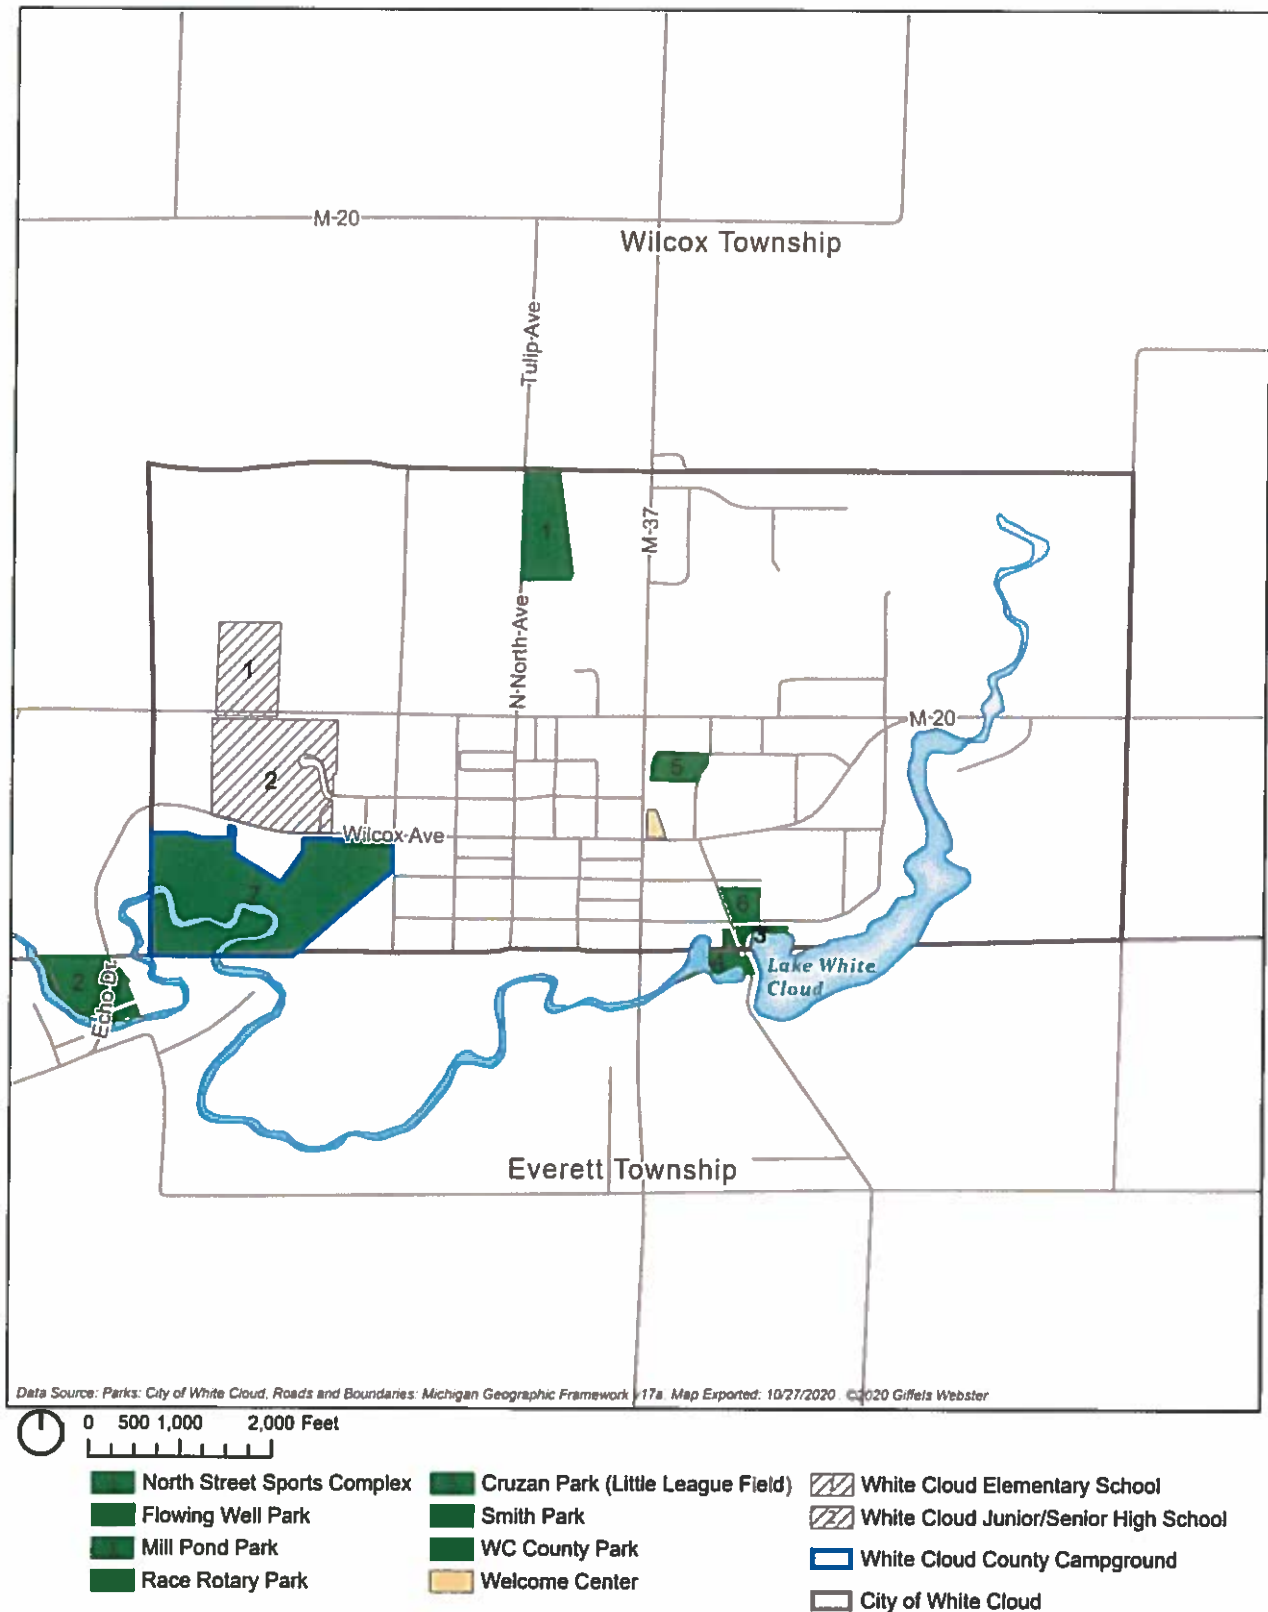 M-20
Wilcox Township
Tulip-Ave
1
M-37
N-North-Ave
1
M-20
5
2
Wilcox-Ave
7
6
3
4
Lake White
Cloud
2
Echo Dr.
Everett Township
Data Source: Parks: City of White Cloud, Roads and Boundaries: Michigan Geographic Framework v17a. Map Exported: 10/27/2020 ©2020 Giffels Webster
0 500 1,000 2,000 Feet
North Street Sports Complex
Flowing Well Park
Mill Pond Park
Race Rotary Park
Cruzan Park (Little League Field)
Smith Park
WC County Park
Welcome Center
1 White Cloud Elementary School
2 White Cloud Junior/Senior High School
White Cloud County Campground
City of White Cloud